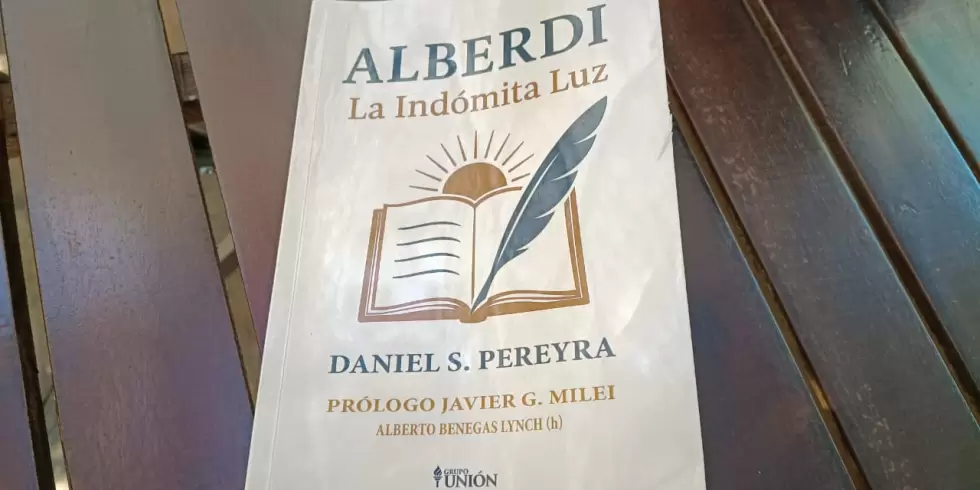 ALBERDI
La Indómita Luz
DANIEL S. PEREYRA
PRÓLOGO JAVIER G. MILEI
ALBERTO BENEGAS LYNCH (h)
GRUPO
UNIÓN